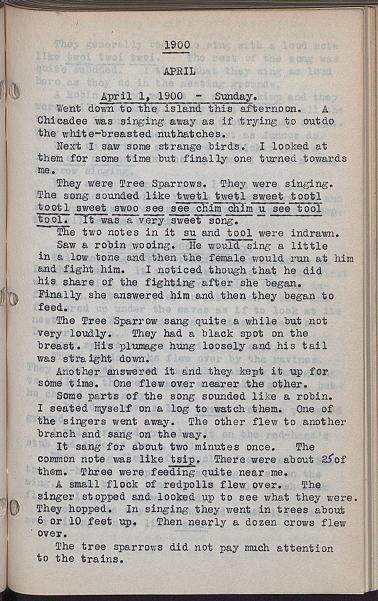 1900
APRIL
April 1, 1900 - Sunday.
Went down to the island this afternoon. A
Chicadee was singing away as if trying to outdo
the white-breasted nuthatches.
Next I saw some strange birds. I looked at
them for some time but finally one turned towards
me.
They were Tree Sparrows. They were singing.
The song sounded like twetl twetl sweet tootl
tootl sweet swoo see see chim chim u see tool
tool. It was a very sweet song.
The two notes in it su and tool were indrawn.
Saw a robin wooing. He would sing a little
in a low tone and then the female would run at him
and fight him. I noticed though that he did
his share of the fighting after she began.
Finally she answered him and then they began to
feed.
The Tree Sparrow sang quite a while but not
very loudly. They had a black spot on the
breast. His plumage hung loosely and his tail
was straight down.
Another answered it and they kept it up for
some time. One flew over nearer the other.
Some parts of the song sounded like a robin.
I seated myself on a log to watch them. One of
the singers went away. The other flew to another
branch and sang on the way.
It sang for about two minutes once. The
common note was like tsip. There were about 25 of
them. Three were feeding quite near me.
A small flock of redpolls flew over. The
singer stopped and looked up to see what they were.
They hopped. In singing they went in trees about
6 or 10 feet up. Then nearly a dozen crows flew
over.
The tree sparrows did not pay much attention
to the trains.